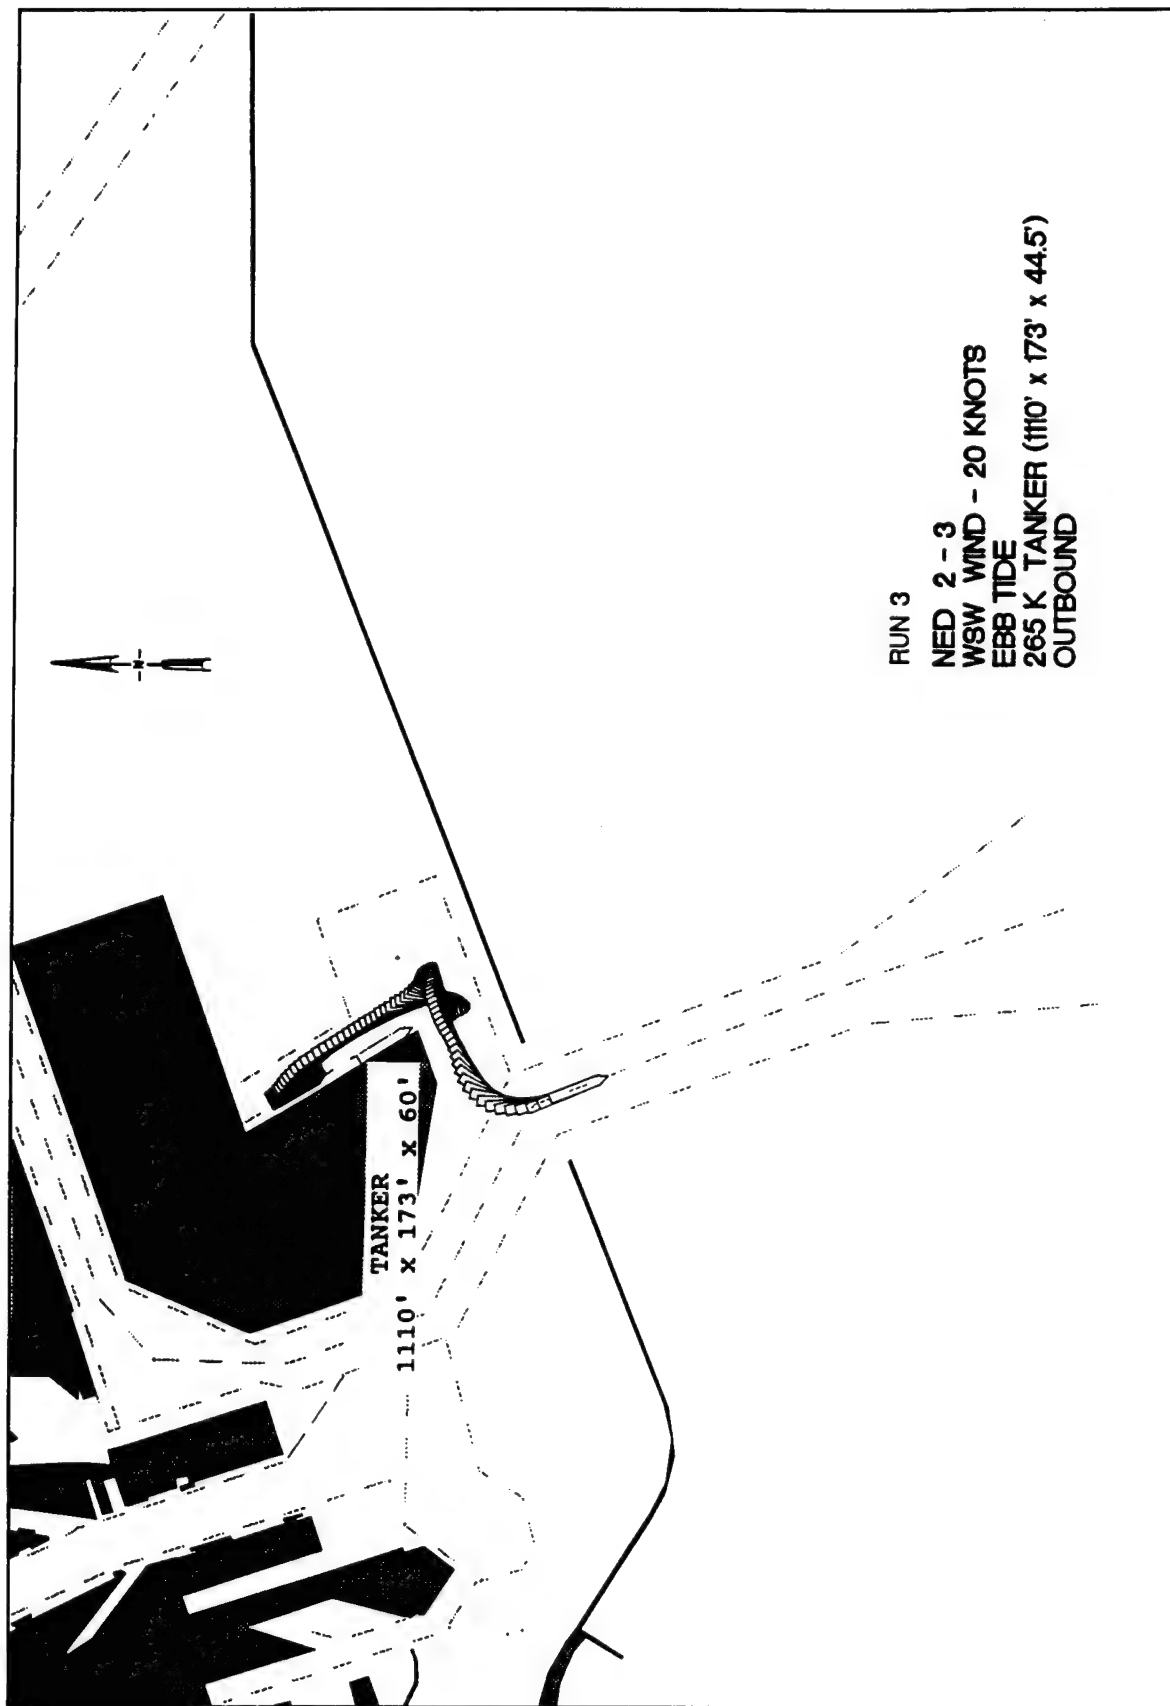 N
TANKER
1110' X 173' X 60'
RUN 3
NED 2 - 3
WSW WIND - 20 KNOTS
EBB TIDE
265 K TANKER (1110' x 173' x 44.5')
OUTBOUND